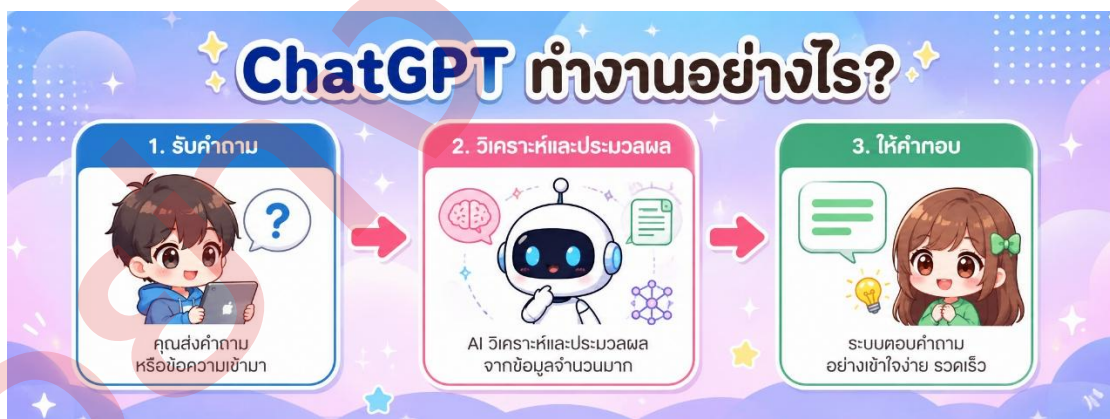 ChatGPT ทำงานอย่างไร?
1. รับคำถาม
คุณส่งคำถาม
หรือข้อความเข้ามา
2. วิเคราะห์และประมวลผล
AI วิเคราะห์และประมวลผล
จากข้อมูลจำนวนมาก
3. ให้คำตอบ
ระบบตอบคำถาม
อย่างเข้าใจง่าย รวดเร็ว